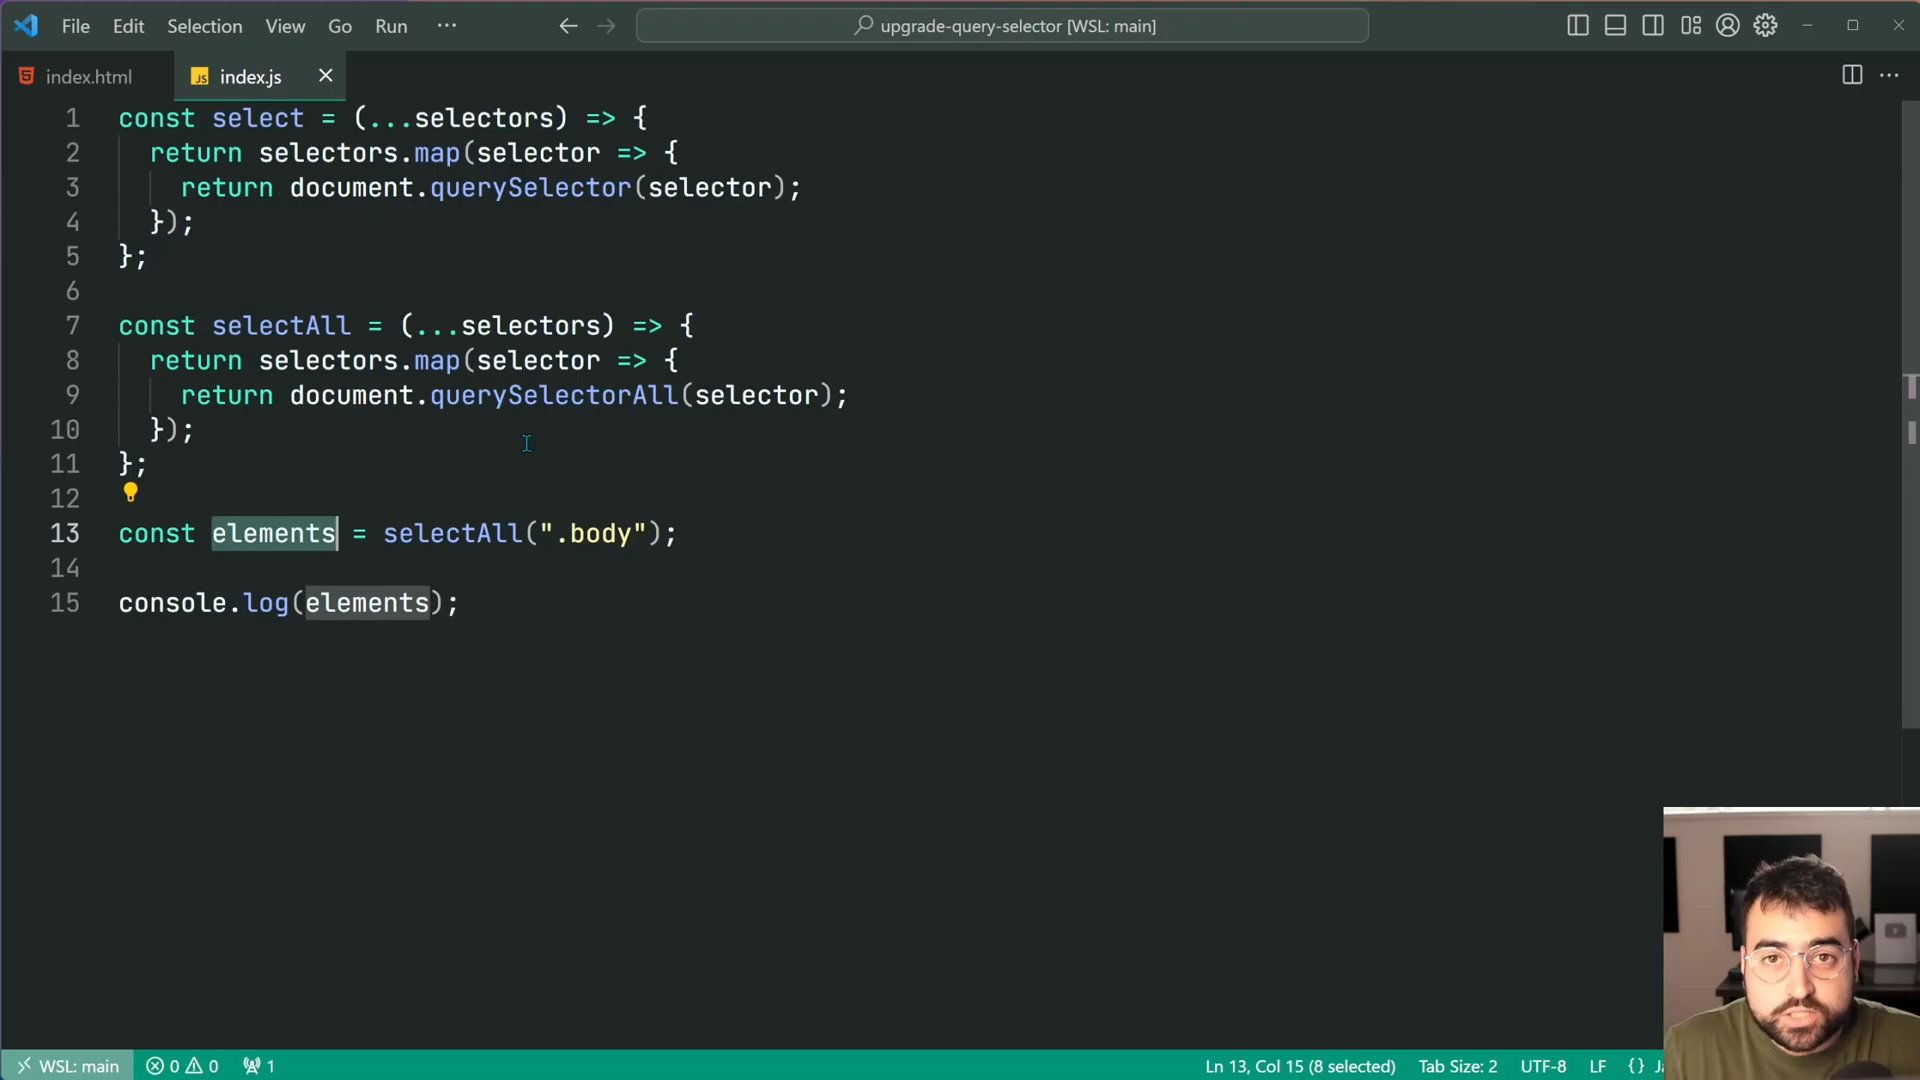 File Edit Selection View Go Run ··· upgrade-query-selector [WSL: main]
index.html JS index.js
1 const select = (...selectors) => {
2 return selectors.map(selector => {
3 return document.querySelector(selector);
4 });
5 };
6
7 const selectAll = (...selectors) => {
8 return selectors.map(selector => {
9 return document.querySelectorAll(selector);
10 });
11 };
12
13 const elements = selectAll(".body");
14
15 console.log(elements);
WSL: main 0 0 1 Ln 13, Col 15 (8 selected) Tab Size: 2 UTF-8 LF {}